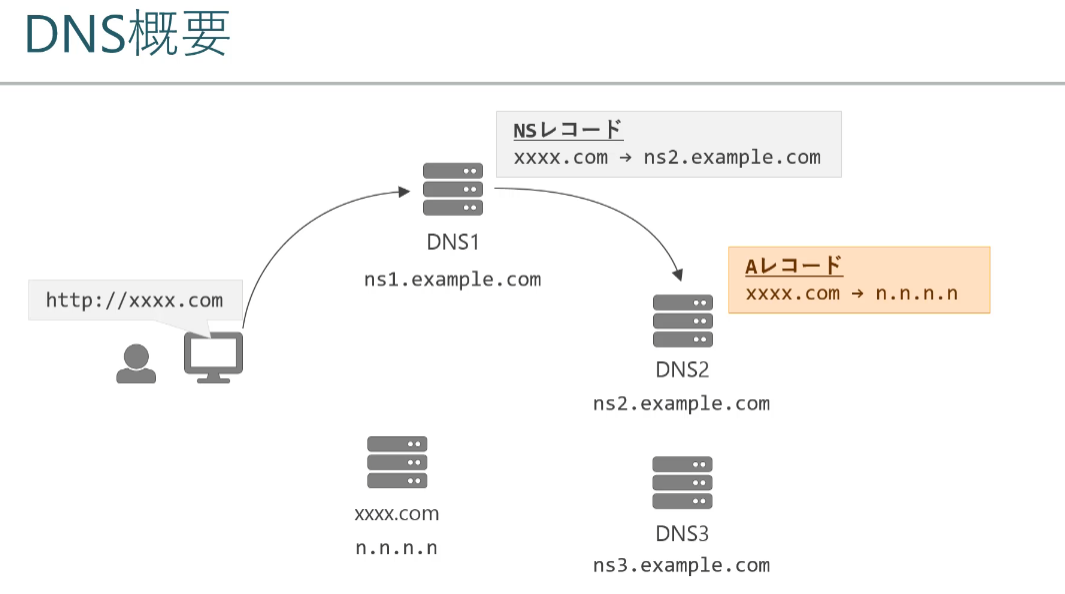 DNS概要
NSレコード
xxxx.com → ns2.example.com
DNS1
ns1.example.com
Aレコード
xxxx.com → n.n.n.n
http://xxxx.com
DNS2
ns2.example.com
xxxx.com
n.n.n.n
DNS3
ns3.example.com